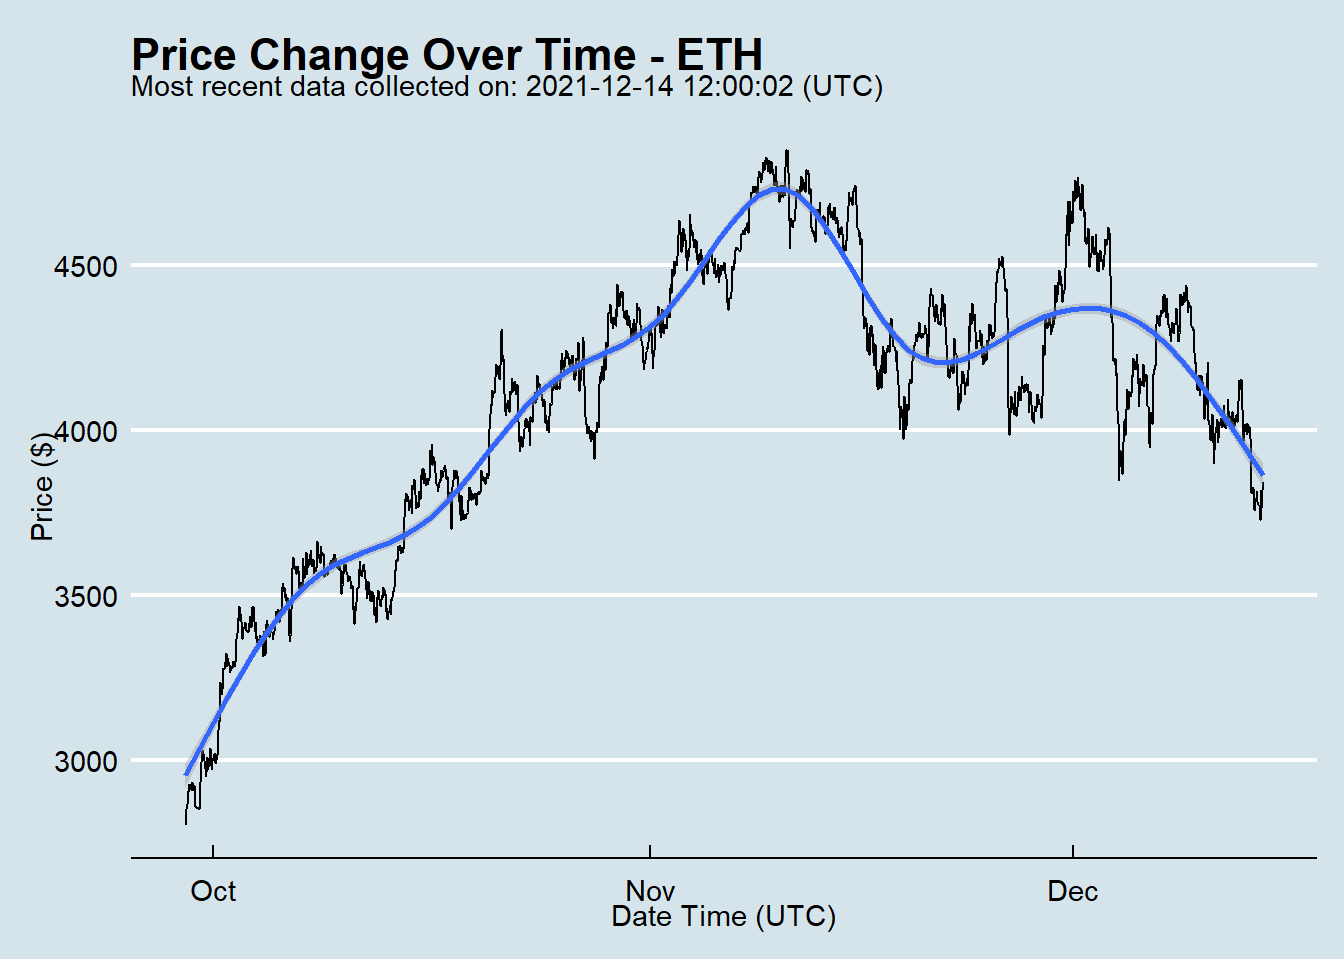 Price Change Over Time - ETH
Most recent data collected on: 2021-12-14 12:00:02 (UTC)
Price ($)
4500
4000
3500
3000
Oct
Nov
Dec
Date Time (UTC)